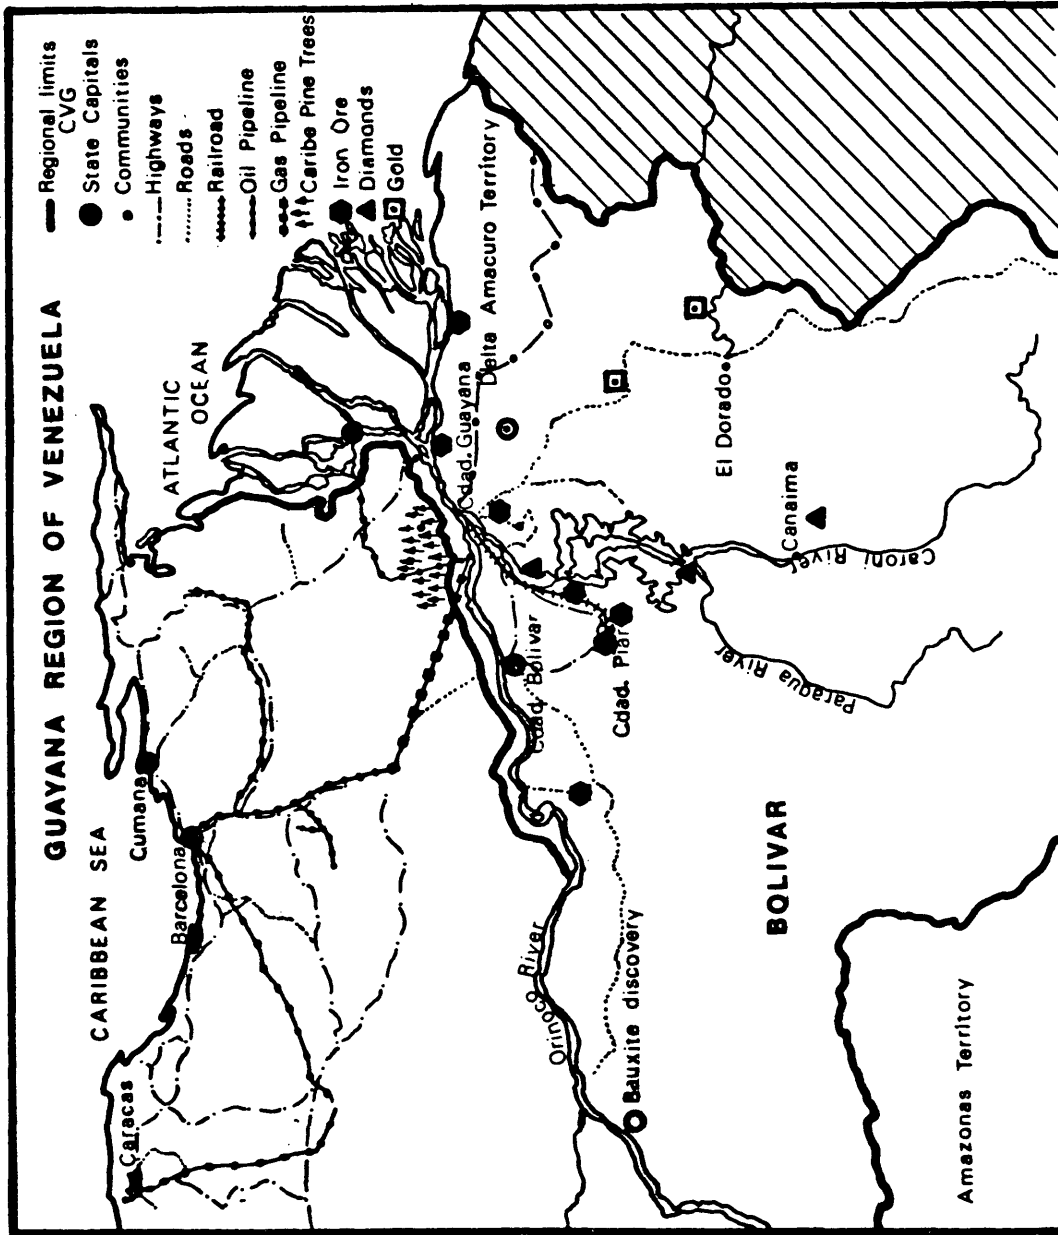 GUAYANA REGION OF VENEZUELA
Regional limits
CVG
State Capitals
Communities
Highways
Roads
Railroad
Oil Pipeline
Gas Pipeline
Caribe Pine Trees
Iron Ore
Diamonds
Gold
CARIBBEAN SEA
ATLANTIC
OCEAN
Caracas
Barcelona
Cumana
Delta Amacuro Territory
Cdad. Guayana
Cdad. Bolivar
Cdad. Piar
El Dorado
Canaima
Caroni River
Paragua River
Orinoco River
Bauxite discovery
BOLIVAR
Amazonas Territory